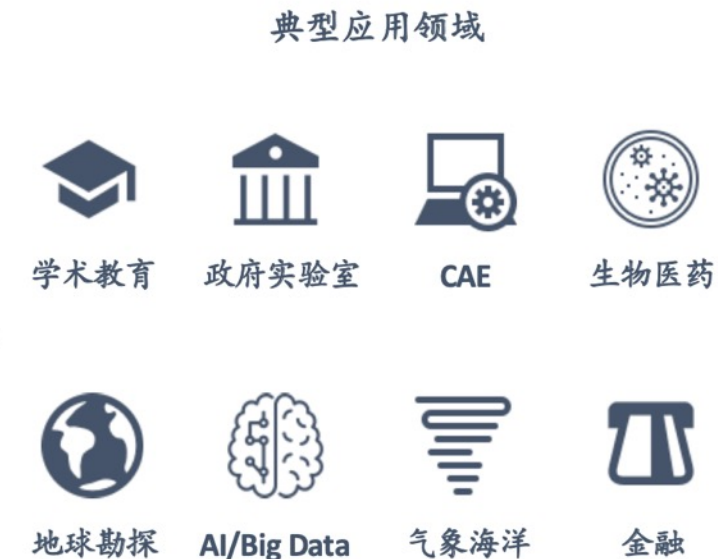 典型应用领域
学术教育
政府实验室
CAE
生物医药
地球勘探
AI/Big Data
气象海洋
金融